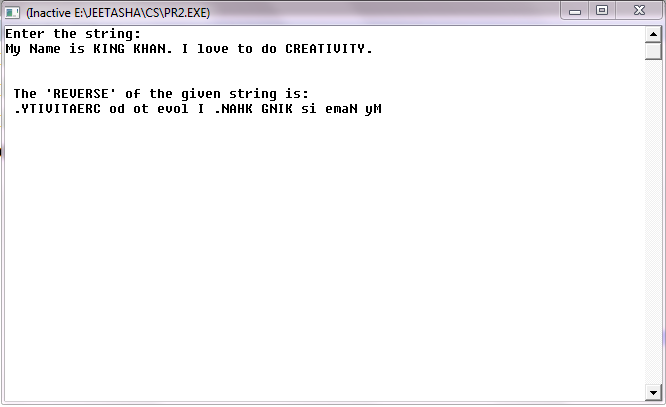 (Inactive E:\JEETASHA\CS\PR2.EXE)
Enter the string:
My Name is KING KHAN. I love to do CREATIVITY.
The 'REVERSE' of the given string is:
.YTIVITAERC od ot evol I .NAHK GNIK si emaN yM